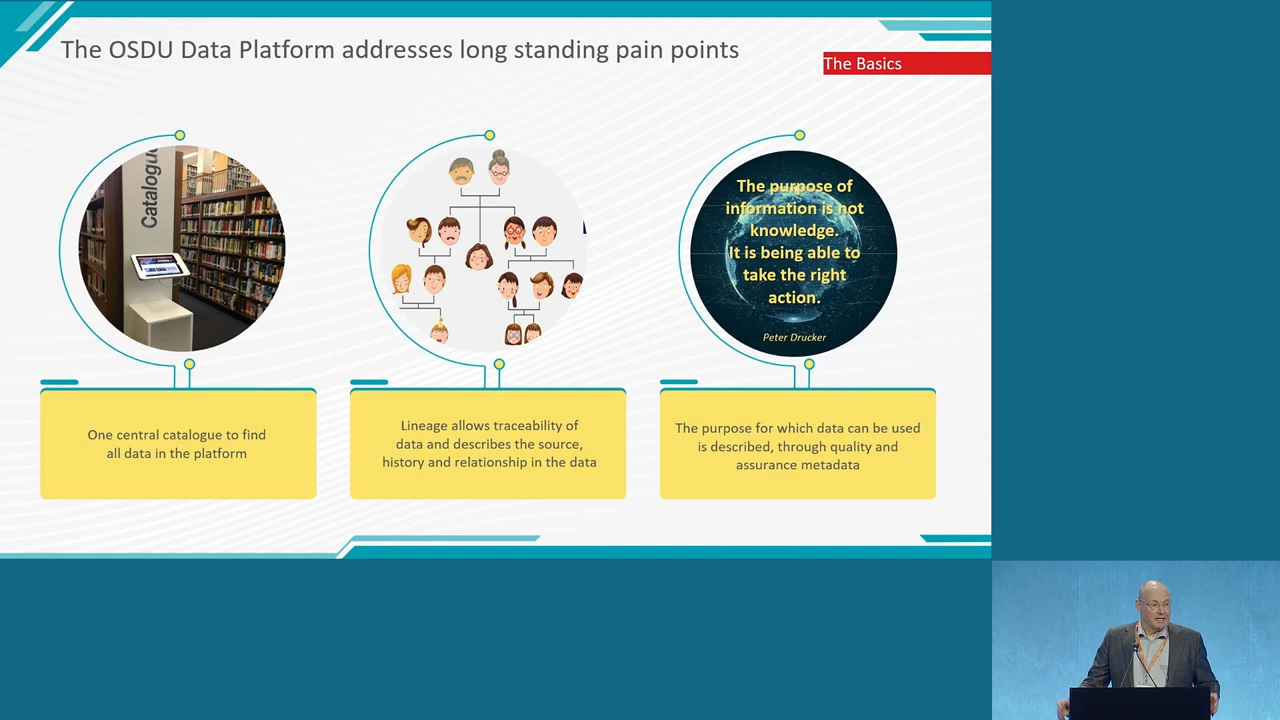 The OSDU Data Platform addresses long standing pain points
The Basics
Catalogue
The purpose of
information is not
knowledge.
It is being able to
take the right
action.
Peter Drucker
One central catalogue to find
all data in the platform
Lineage allows traceability of
data and describes the source,
history and relationship in the data
The purpose for which data can be used
is described, through quality and
assurance metadata